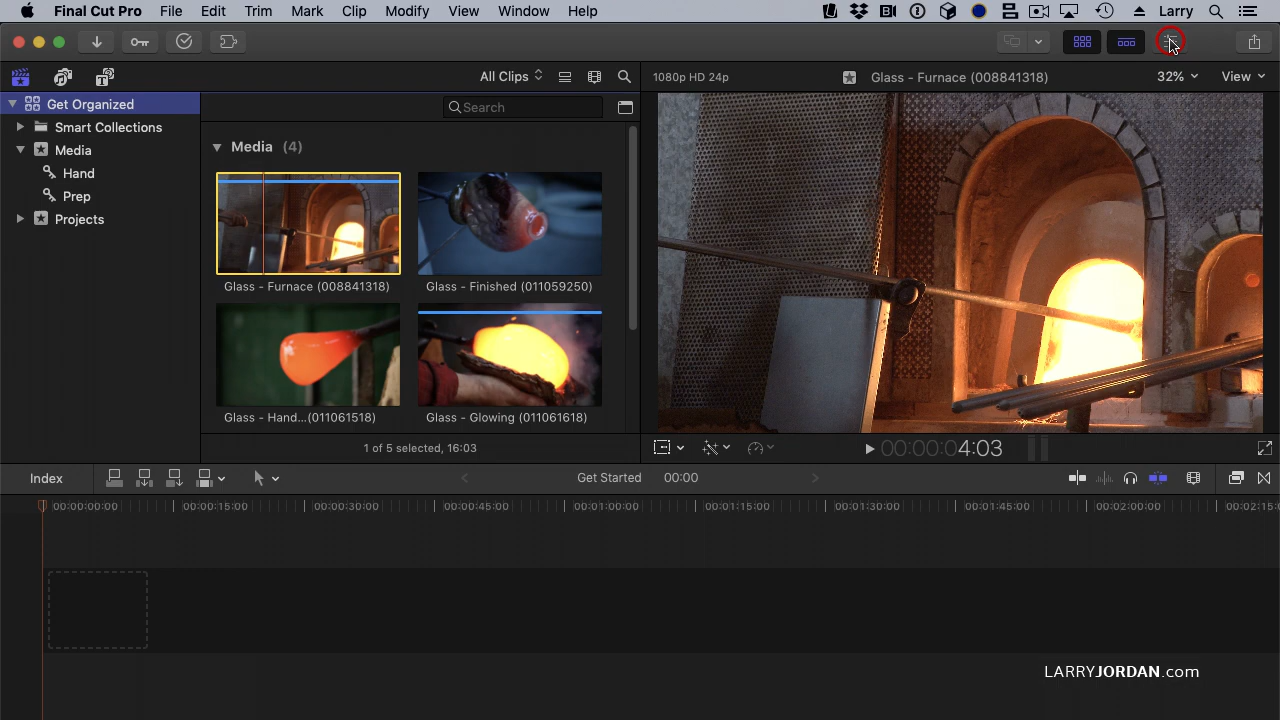 Final Cut Pro File Edit Trim Mark Clip Modify View Window Help Larry
All Clips 1080p HD 24p Glass - Furnace (008841318) 32% View
Get Organized
Search
Smart Collections
Media
Media (4)
Hand
Prep
Projects
Glass - Furnace (008841318) Glass - Finished (011059250)
Glass - Hand...(011061518) Glass - Glowing (011061618)
1 of 5 selected, 16:03 00:00:04:03
Index Get Started 00:00
00:00:00:00 00:00:15:00 00:00:30:00 00:00:45:00 00:01:00:00 00:01:15:00 00:01:30:00 00:01:45:00 00:02:00:00 00:02:15:0
LARRYJORDAN.com